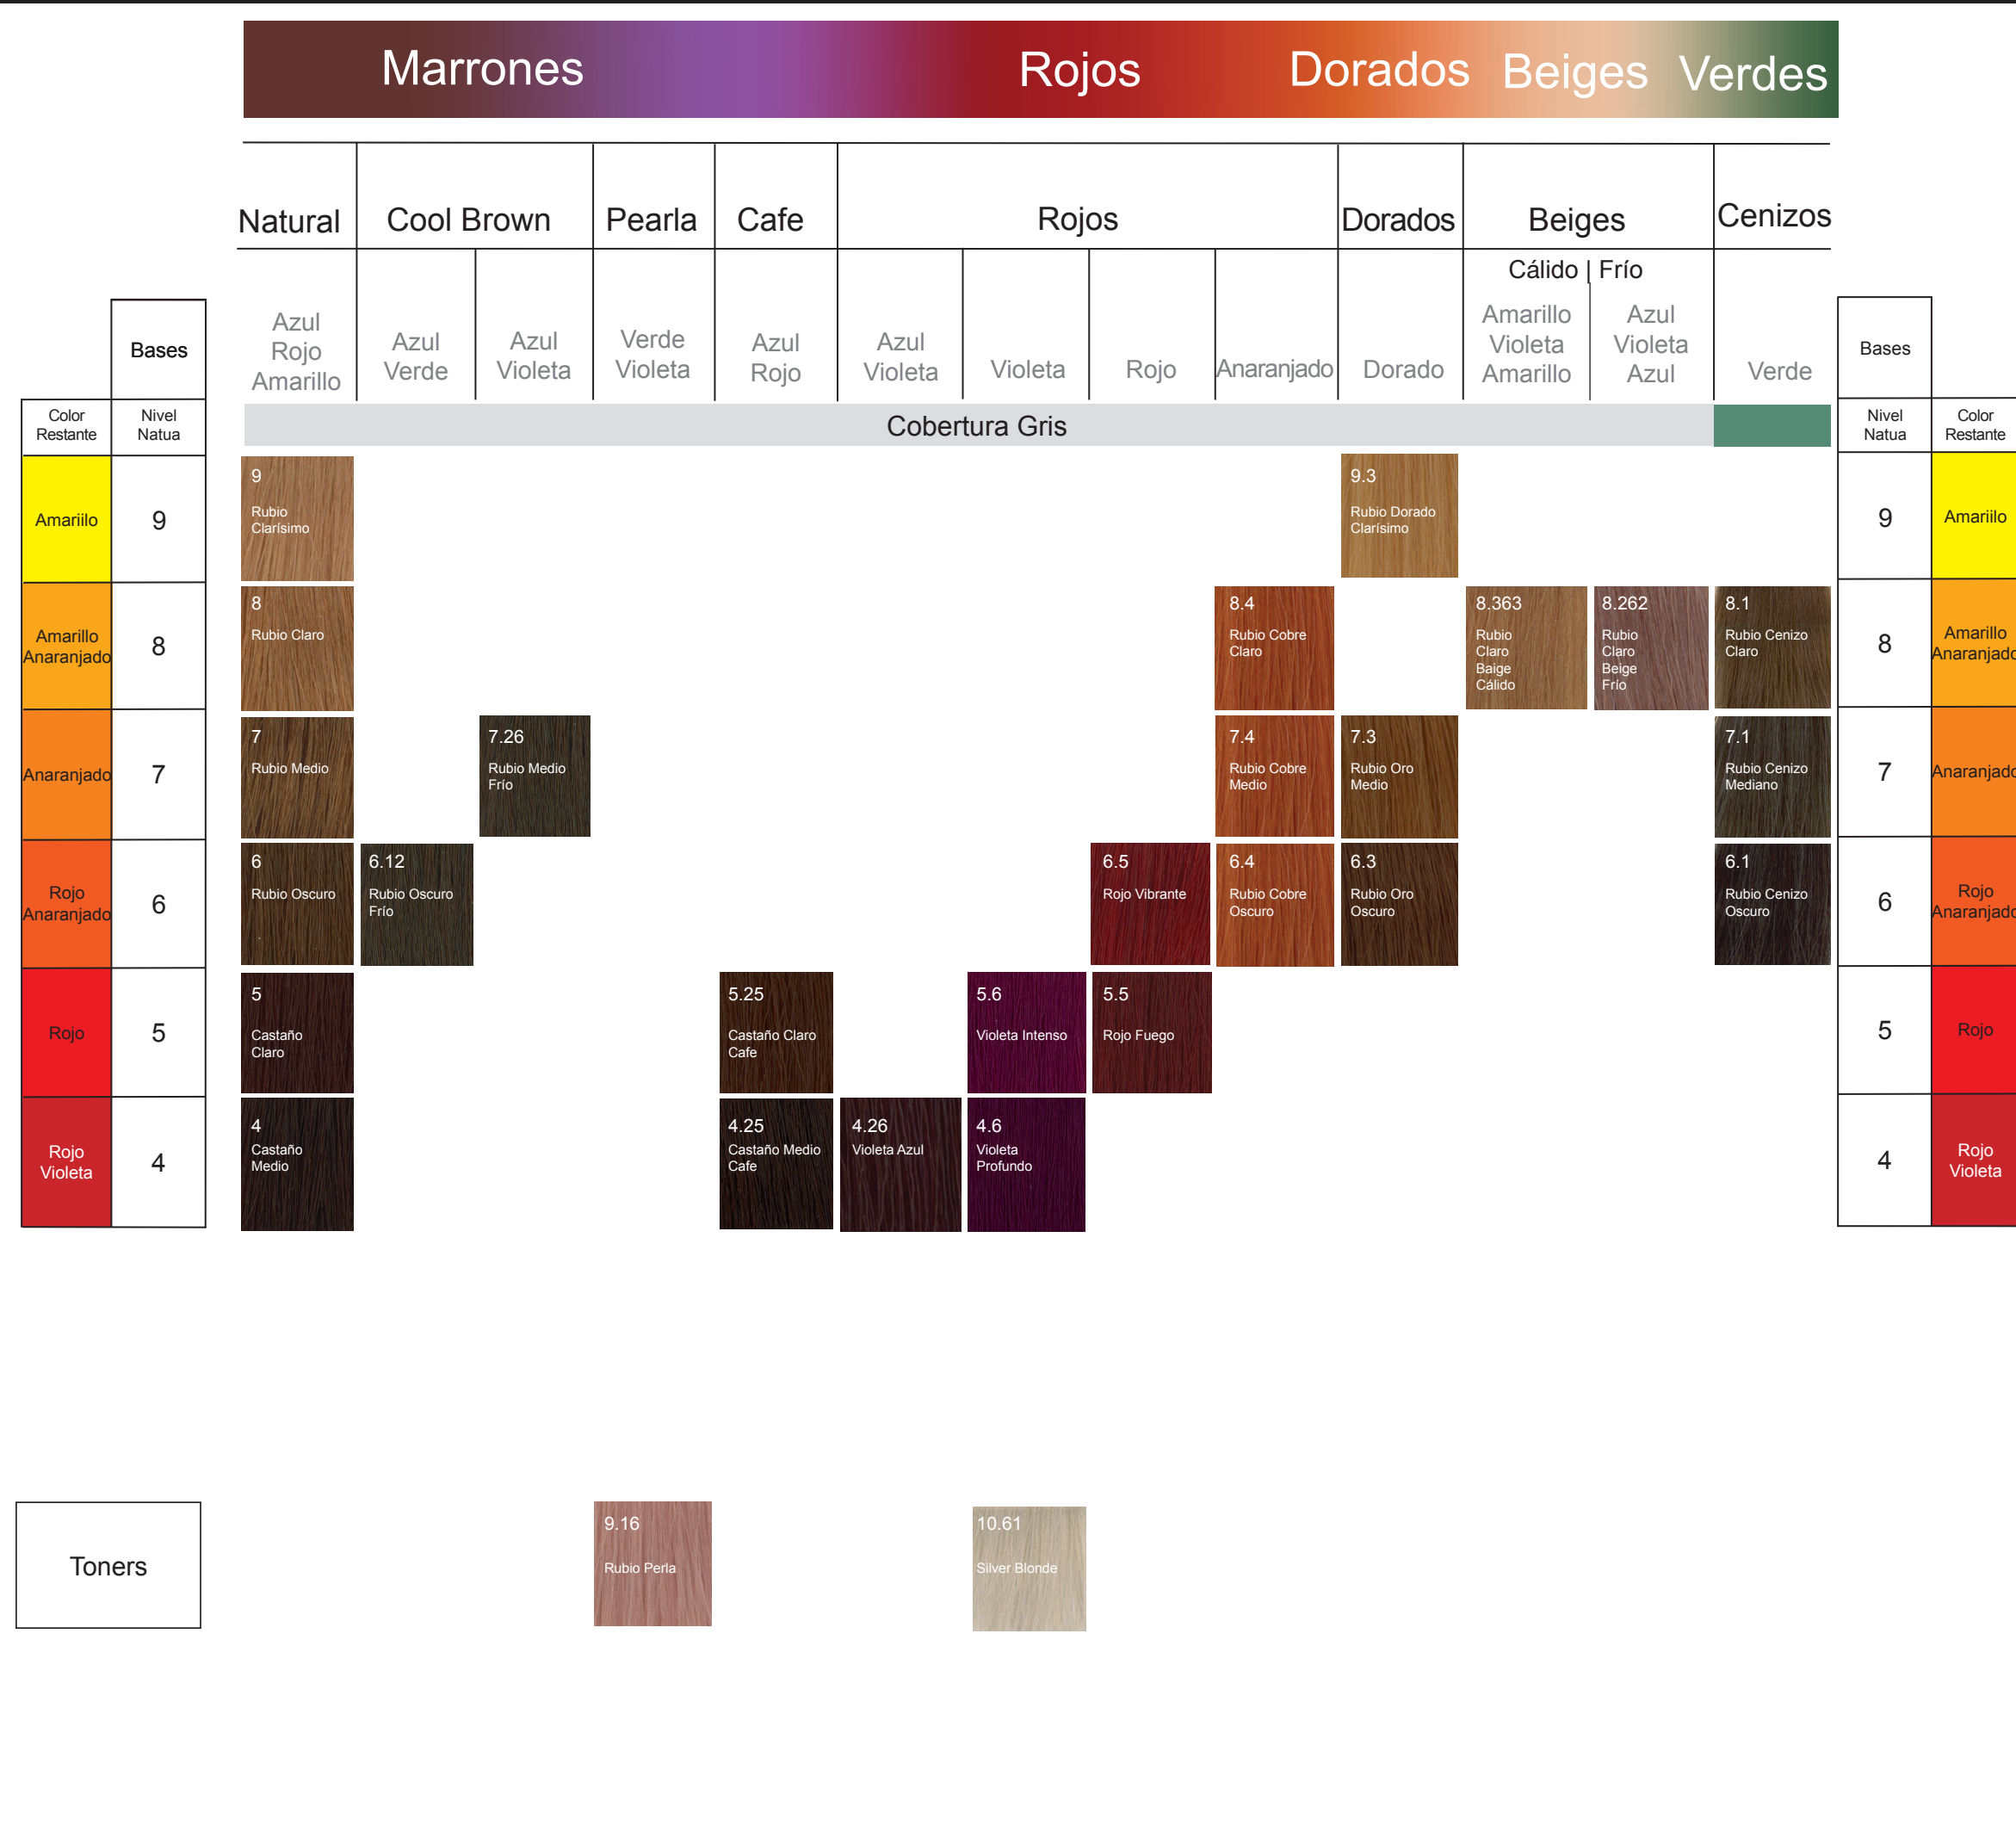 Marrones
Rojos
Dorados
Beiges
Verdes
Natural
Cool Brown
Pearla
Cafe
Rojos
Dorados
Beiges
Cenizos
Cálido | Frío
Bases
Azul
Rojo
Amarillo
Azul
Verde
Azul
Violeta
Verde
Violeta
Azul
Rojo
Azul
Violeta
Violeta
Rojo
Anaranjado
Dorado
Amarillo
Violeta
Amarillo
Azul
Violeta
Azul
Verde
Bases
Color
Restante
Nivel
Natua
Cobertura Gris
Nivel
Natua
Color
Restante
Amariilo
9
9
Rubio
Clarísimo
9.3
Rubio Dorado
Clarísimo
9
Amariilo
Amarillo
Anaranjado
8
8
Rubio Claro
8.4
Rubio Cobre
Claro
8.363
Rubio
Claro
Baige
Cálido
8.262
Rubio
Claro
Beige
Frío
8.1
Rubio Cenizo
Claro
8
Amarillo
Anaranjado
Anaranjado
7
7
Rubio Medio
7.26
Rubio Medio
Frío
7.4
Rubio Cobre
Medio
7.3
Rubio Oro
Medio
7.1
Rubio Cenizo
Mediano
7
Anaranjado
Rojo
Anaranjado
6
6
Rubio Oscuro
6.12
Rubio Oscuro
Frío
6.5
Rojo Vibrante
6.4
Rubio Cobre
Oscuro
6.3
Rubio Oro
Oscuro
6.1
Rubio Cenizo
Oscuro
6
Rojo
Anaranjado
Rojo
5
5
Castaño
Claro
5.25
Castaño Claro
Cafe
5.6
Violeta Intenso
5.5
Rojo Fuego
5
Rojo
Rojo
Violeta
4
4
Castaño
Medio
4.25
Castaño Medio
Cafe
4.26
Violeta Azul
4.6
Violeta
Profundo
4
Rojo
Violeta
Toners
9.16
Rubio Perla
10.61
Silver Blonde